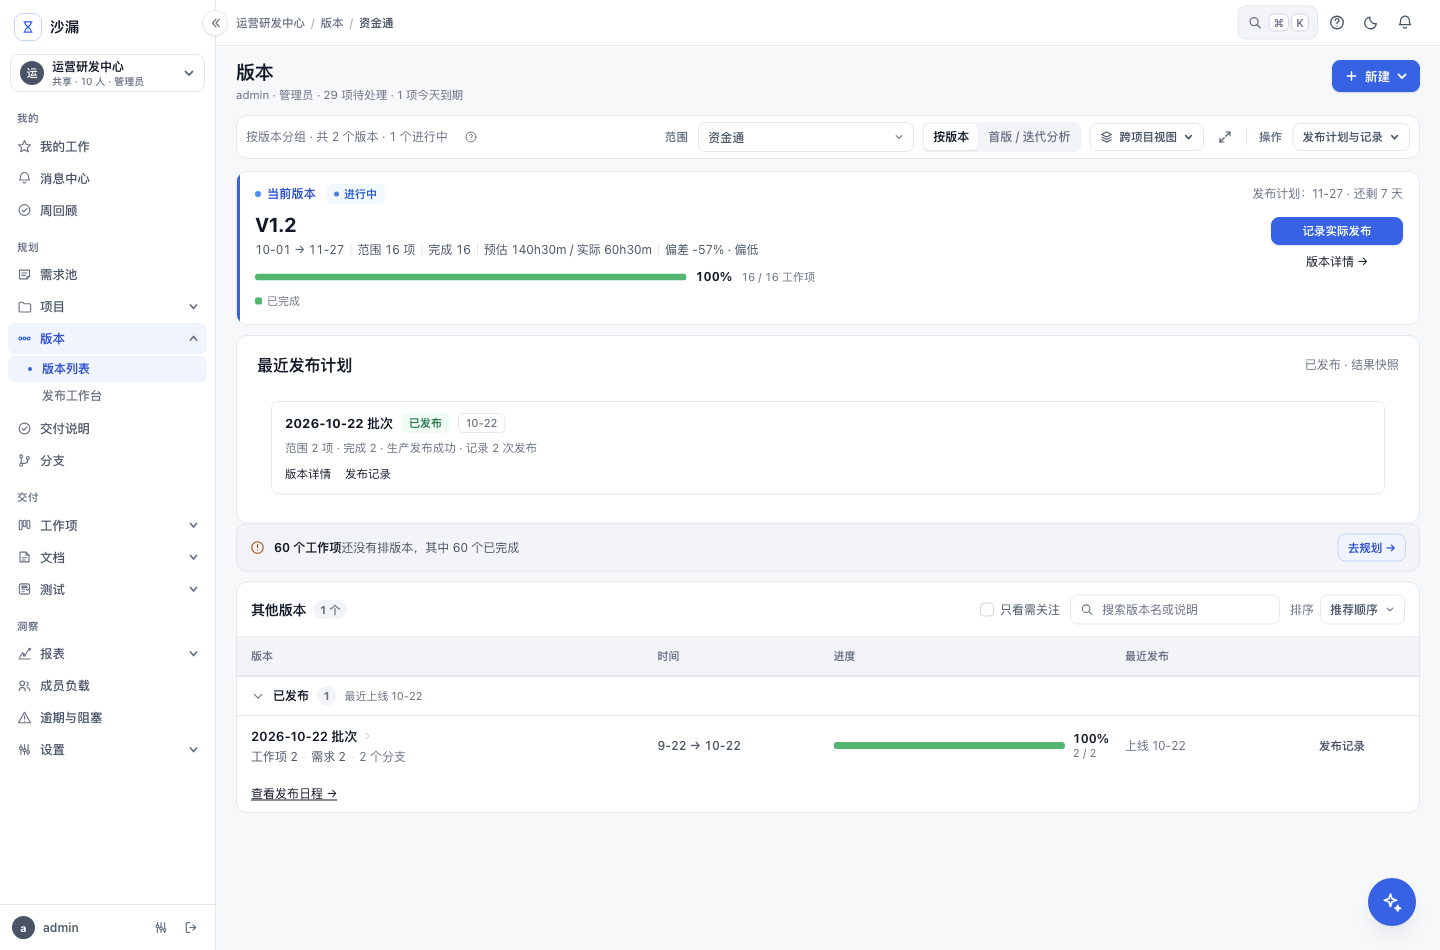 沙漏
运
运营研发中心
共享 · 10 人 · 管理员
我的
我的工作
消息中心
周回顾
规划
需求池
项目
版本
版本列表
发布工作台
交付说明
分支
交付
工作项
文档
测试
洞察
报表
成员负载
逾期与阻塞
设置
a
admin
运营研发中心 / 版本 / 资金通
⌘ K
版本
admin · 管理员 · 29 项待处理 · 1 项今天到期
新建
按版本分组 · 共 2 个版本 · 1 个进行中
范围
资金通
按版本
首版 / 迭代分析
跨项目视图
操作
发布计划与记录
当前版本
进行中
发布计划：11-27 · 还剩 7 天
V1.2
10-01 → 11-27 | 范围 16 项 | 完成 16 | 预估 140h30m / 实际 60h30m | 偏差 -57% · 偏低
100% 16 / 16 工作项
已完成
记录实际发布
版本详情 →
最近发布计划
已发布 · 结果快照
2026-10-22 批次
已发布
10-22
范围 2 项 · 完成 2 · 生产发布成功 · 记录 2 次发布
版本详情 发布记录
60 个工作项还没有排版本，其中 60 个已完成
去规划 →
其他版本
1 个
只看需关注
搜索版本名或说明
排序
推荐顺序
版本 时间 进度 最近发布
已发布 1 最近上线 10-22
2026-10-22 批次
工作项 2 · 需求 2 · 2 个分支
9-22 → 10-22
100%
2 / 2
上线 10-22
发布记录
查看发布日程 →